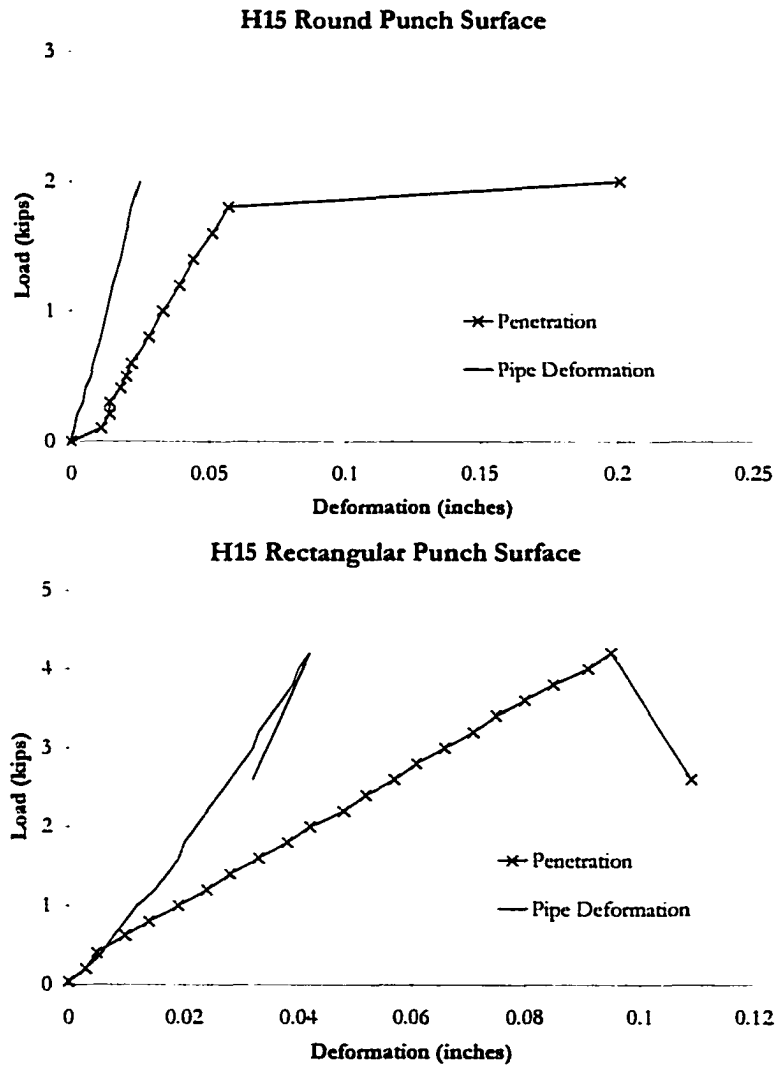 H15 Round Punch Surface
3
2
1
0
Load (kips)
Penetration
Pipe Deformation
0 0.05 0.1 0.15 0.2 0.25
Deformation (inches)
H15 Rectangular Punch Surface
5
4
3
2
1
0
Load (kips)
Penetration
Pipe Deformation
0 0.02 0.04 0.06 0.08 0.1 0.12
Deformation (inches)